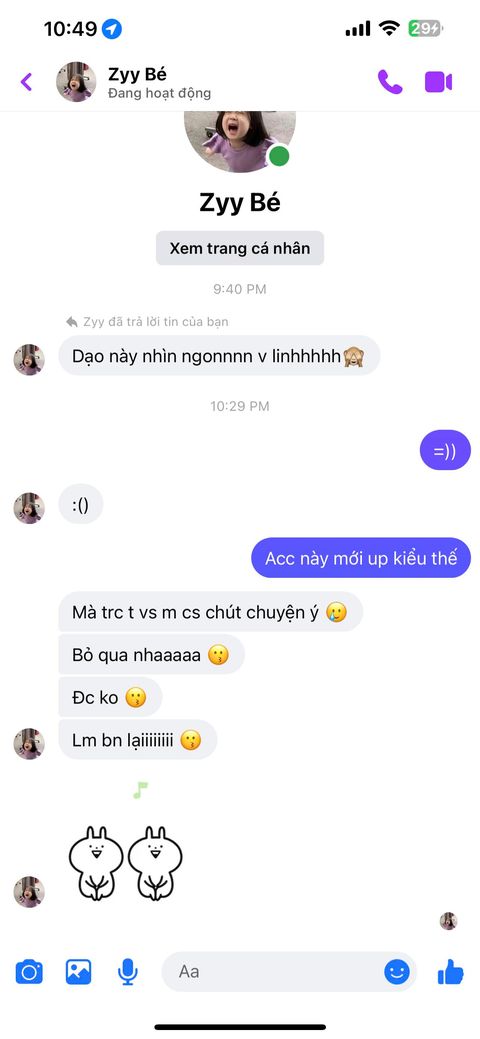 10:49
29
Zyy Bé
Đang hoạt động
Zyy Bé
Xem trang cá nhân
9:40 PM
Zyy đã trả lời tin của bạn
Dạo này nhìn ngonnnn v linhhhhh🙈
10:29 PM
=))
:()
Acc này mới up kiểu thế
Mà trc t vs m cs chút chuyện ý 🥲
Bỏ qua nhaaaaa 😗
Đc ko 😗
Lm bn lạiiiiiiii 😗
Aa